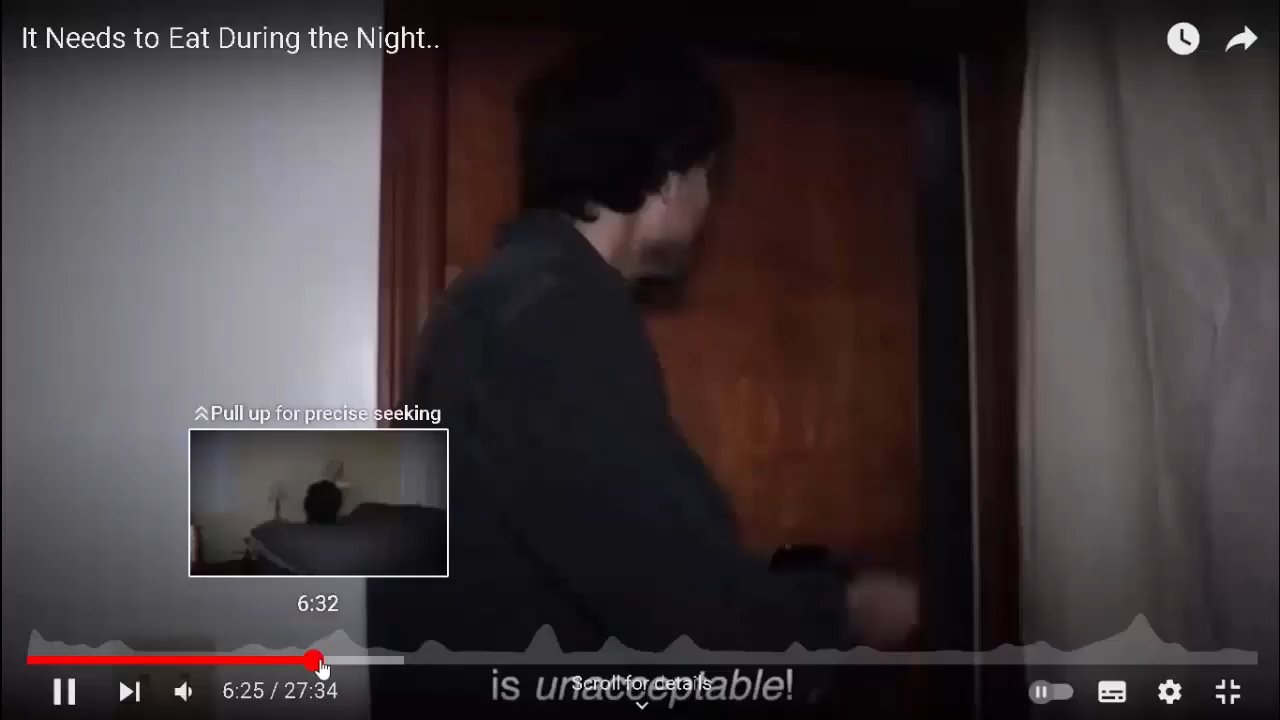 It Needs to Eat During the Night..
Pull up for precise seeking
6:32
6:25 / 27:34
is unacceptable!
Scroll for details